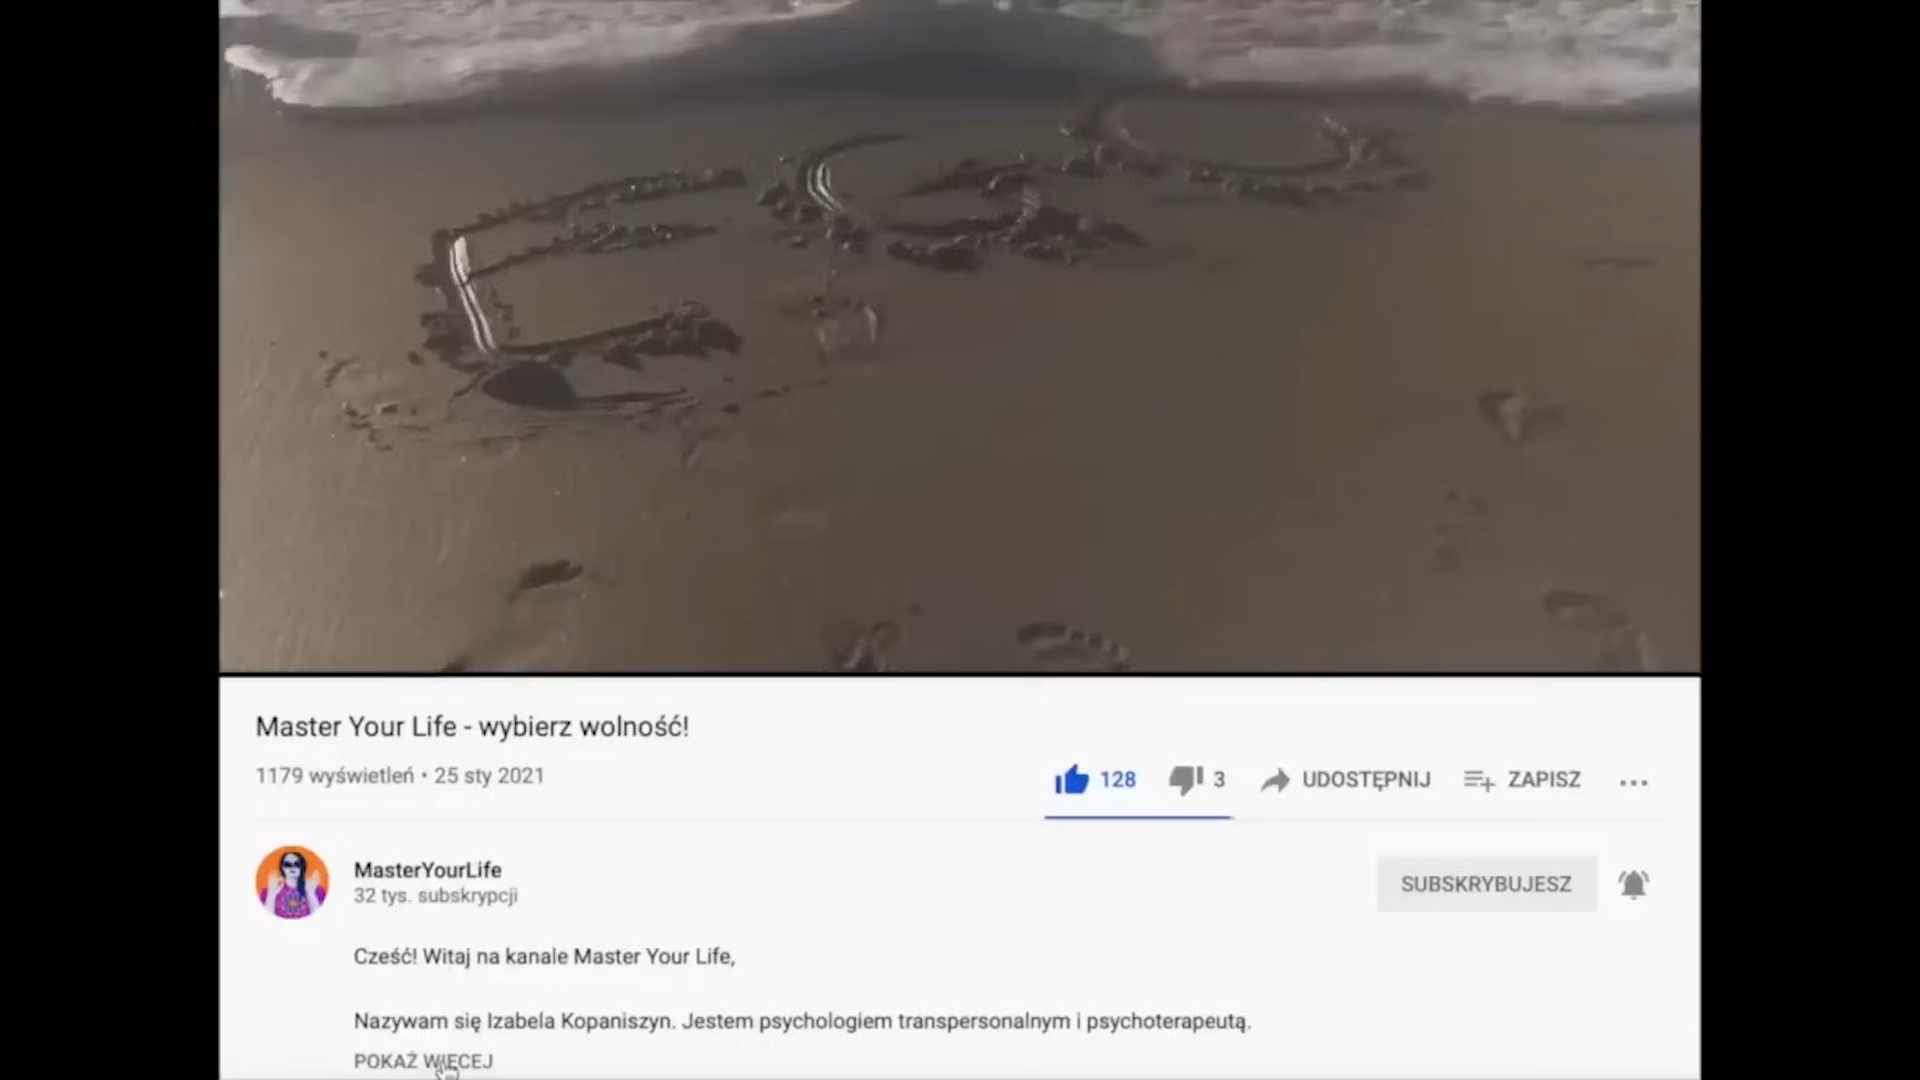 EGO
Master Your Life - wybierz wolność!
1179 wyświetleń • 25 sty 2021
128
3
UDOSTĘPNIJ
ZAPISZ
MasterYourLife
32 tys. subskrypcji
SUBSKRYBUJESZ
Cześć! Witaj na kanale Master Your Life,
Nazywam się Izabela Kopaniszyn. Jestem psychologiem transpersonalnym i psychoterapeutą.
POKAŻ WIĘCEJ